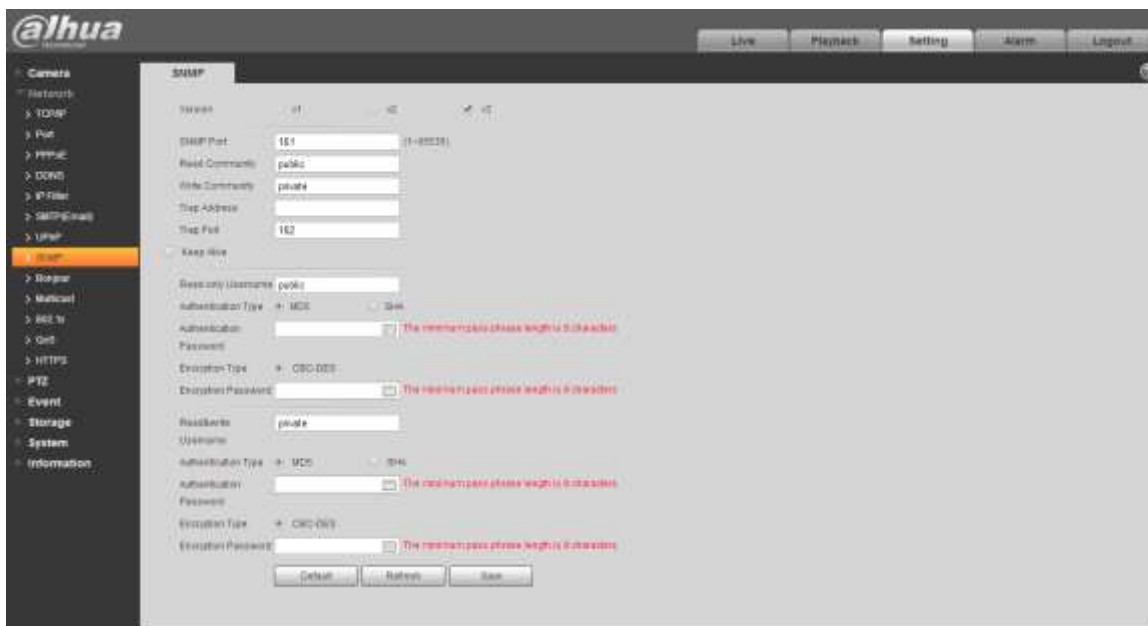 alhua
TECHNOLOGY
Live
Playback
Setting
Alarm
Logout
Camera
Network
TCP/IP
Port
PPPoE
DDNS
IP Filter
SMTP(Email)
UPnP
SNMP
Bonjour
Multicast
802.1x
QoS
HTTPS
PTZ
Event
Storage
System
Information
SNMP
Version v1 v2 v3
SNMP Port 161 (1~65535)
Read Community public
Write Community private
Trap Address
Trap Port 162
Keep Alive
Read-only Username public
Authentication Type MD5 SHA
Authentication The minimum pass phrase length is 8 characters
Password
Encryption Type CBC-DES
Encryption Password The minimum pass phrase length is 8 characters
Read&write private
Username
Authentication Type MD5 SHA
Authentication The minimum pass phrase length is 8 characters
Password
Encryption Type CBC-DES
Encryption Password The minimum pass phrase length is 8 characters
Default Refresh Save